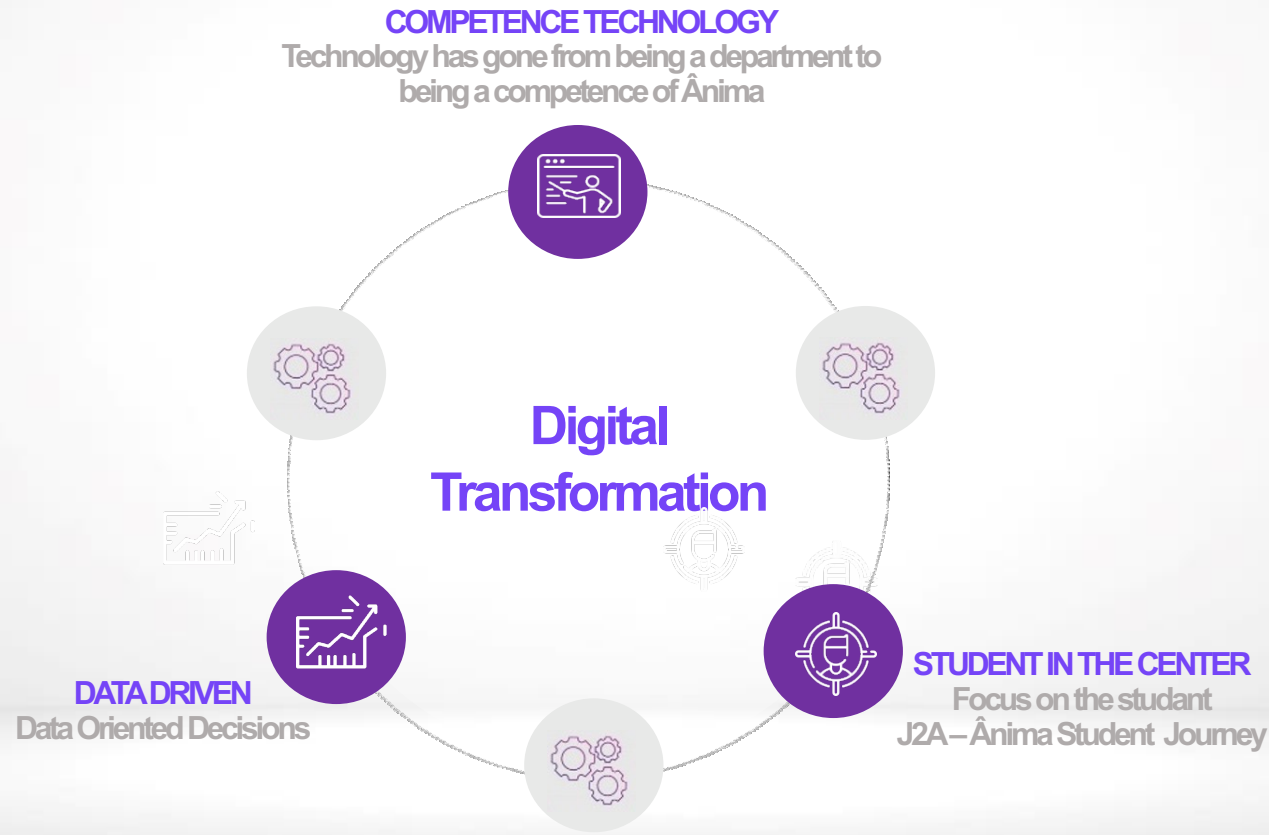 COMPETENCE TECHNOLOGY
Technology has gone from being a department to
being a competence of Ânima
Digital
Transformation
DATA DRIVEN
Data Oriented Decisions
STUDENT IN THE CENTER
Focus on the studant
J2A – Ânima Student Journey